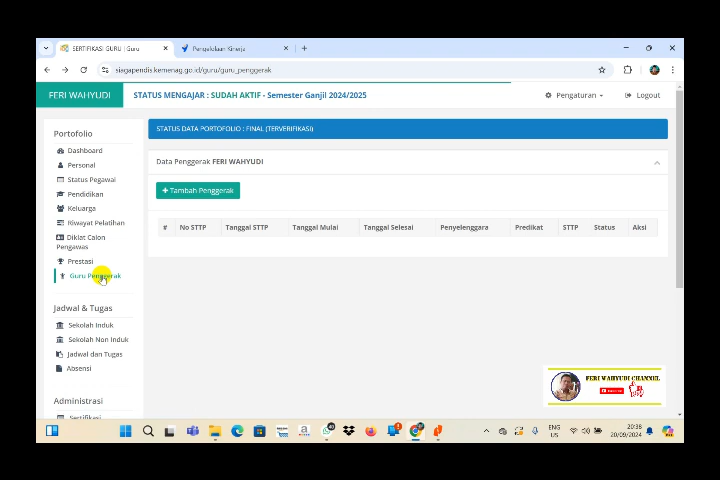 SERTIFIKASI GURU | Guru
Pengelolaan Kinerja
siagapendis.kemenag.go.id/guru/guru_penggerak
FERI WAHYUDI
STATUS MENGAJAR : SUDAH AKTIF - Semester Ganjil 2024/2025
Pengaturan
Logout
Portofolio
Dashboard
Personal
Status Pegawai
Pendidikan
Keluarga
Riwayat Pelatihan
Diklat Calon
Pengawas
Prestasi
Guru Penggerak
Jadwal & Tugas
Sekolah Induk
Sekolah Non Induk
Jadwal dan Tugas
Absensi
Administrasi
Sertifikasi
STATUS DATA PORTOFOLIO : FINAL (TERVERIFIKASI)
Data Penggerak FERI WAHYUDI
+ Tambah Penggerak
# No STTP Tanggal STTP Tanggal Mulai Tanggal Selesai Penyelenggara Predikat STTP Status Aksi
FERI WAHYUDI CHANNEL
ENG
US
20:38
20/09/2024